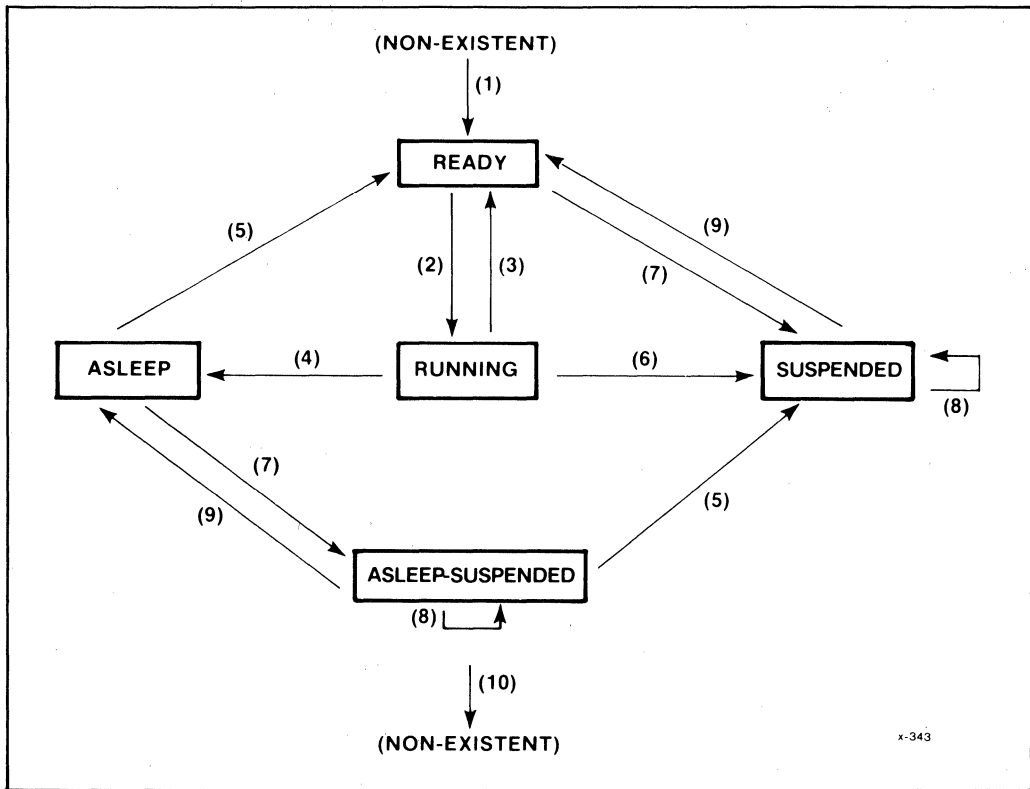 (NON-EXISTENT)
(1)
READY
(5)
(2)
(3)
(9)
(7)
ASLEEP
(4)
RUNNING
(6)
SUSPENDED
(8)
(7)
(9)
(5)
ASLEEP-SUSPENDED
(8)
(10)
(NON-EXISTENT)
x-343